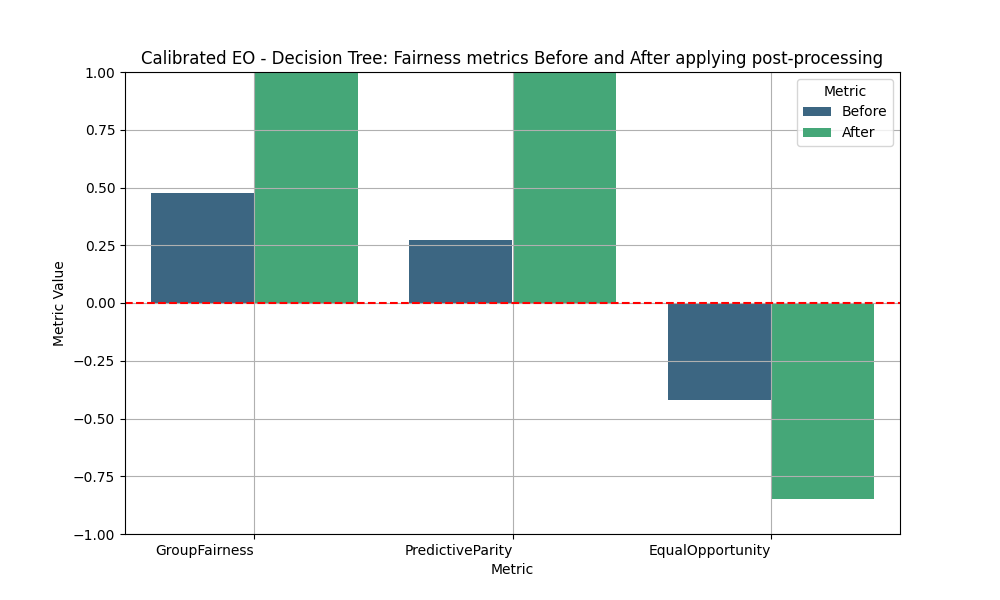 Calibrated EO - Decision Tree: Fairness metrics Before and After applying post-processing
Metric
Before
After
1.00
0.75
0.50
0.25
0.00
−0.25
−0.50
−0.75
−1.00
Metric Value
GroupFairness
PredictiveParity
EqualOpportunity
Metric